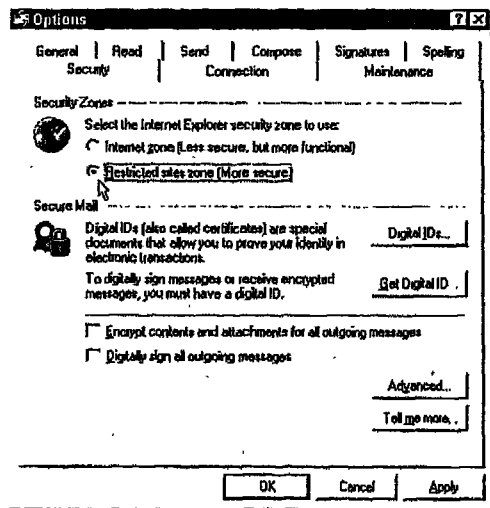 Options
General Read Send Compose Signatures Spelling
Security Connection Maintenance
Security Zones
Select the Internet Explorer security zone to use:
Internet zone (Less secure, but more functional)
Restricted sites zone (More secure)
Secure Mail
Digital IDs (also called certificates) are special
documents that allow you to prove your identity in
electronic transactions.
Digital IDs...
To digitally sign messages or receive encrypted
messages, you must have a digital ID.
Get Digital ID..
Encrypt contents and attachments for all outgoing messages
Digitally sign all outgoing messages
Advanced...
Tell me more..
OK Cancel Apply